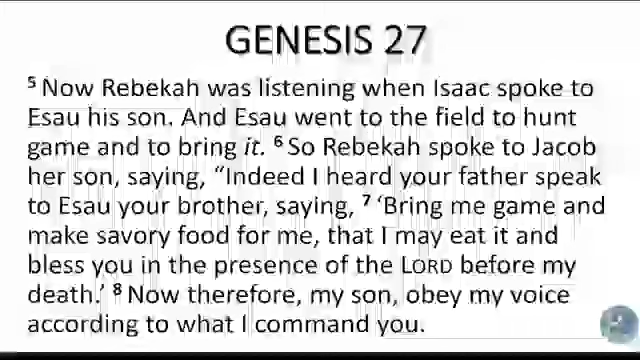 GENESIS 27
⁵ Now Rebekah was listening when Isaac spoke to
Esau his son. And Esau went to the field to hunt
game and to bring it. ⁶ So Rebekah spoke to Jacob
her son, saying, “Indeed I heard your father speak
to Esau your brother, saying, ⁷ ‘Bring me game and
make savory food for me, that I may eat it and
bless you in the presence of the LORD before my
death.’ ⁸ Now therefore, my son, obey my voice
according to what I command you.